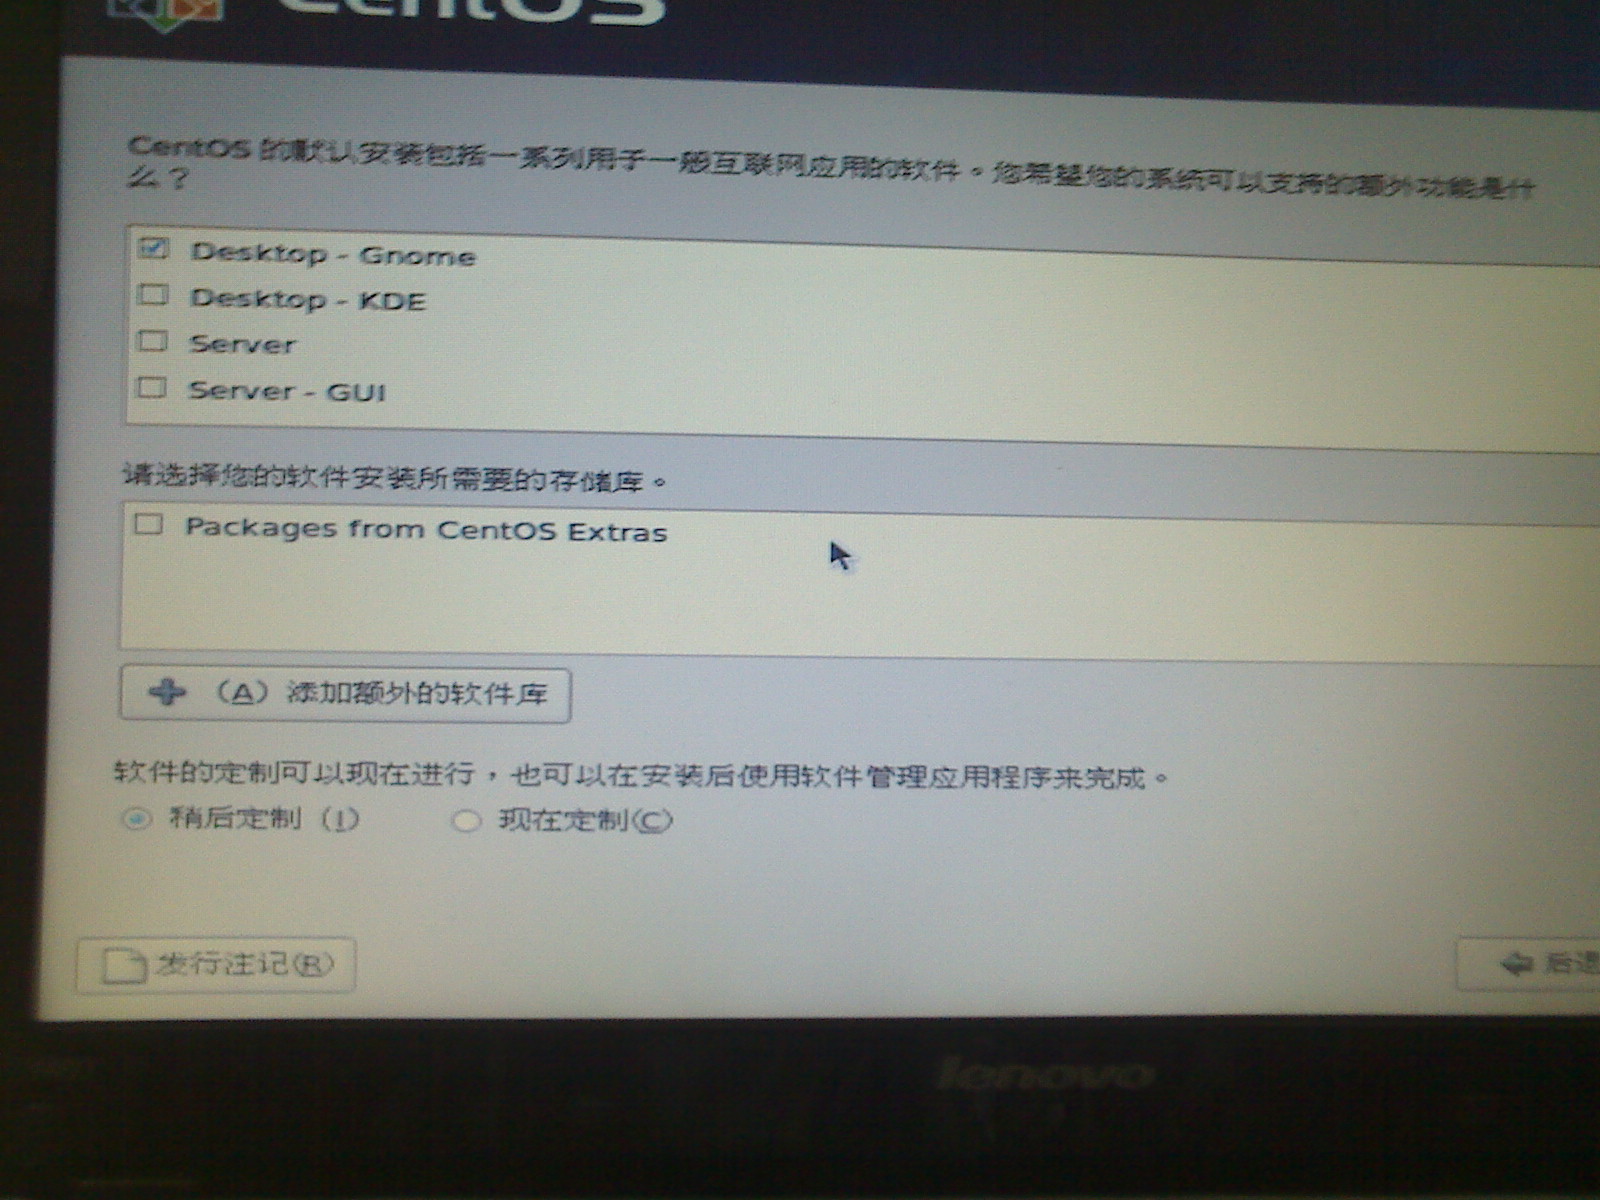 CentOS
CentOS 的默认安装包括一系列用于一般互联网应用的软件。您希望您的系统可以支持的额外功能是什
么？
Desktop - Gnome
Desktop - KDE
Server
Server - GUI
请选择您的软件安装所需要的存储库。
Packages from CentOS Extras
（A）添加额外的软件库
软件的定制可以现在进行，也可以在安装后使用软件管理应用程序来完成。
稍后定制（l） 现在定制(C)
发行注记(R) 后退
lenovo